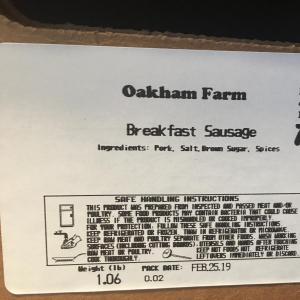 Oakham Farm
Breakfast Sausage
Ingredients: Pork, Salt, Brown Sugar, Spices
SAFE HANDLING INSTRUCTIONS
THIS PRODUCT WAS PREPARED FROM INSPECTED AND PASSED MEAT AND-OR
POULTRY. SOME FOOD PRODUCTS MAY CONTAIN BACTERIA THAT COULD CAUSE
ILLNESS IF THE PRODUCT IS MISHANDLED OR COOKED IMPROPERLY
FOR YOUR PROTECTION, FOLLOW THESE SAFE HANDLING INSTRUCTIONS.
KEEP REFRIGERATED OR FROZEN. THAW IN REFRIGERATOR OR MICROWAVE.
KEEP RAW MEAT AND POULTRY SEPARATE FROM OTHER FOODS. WASH WORKING
SURFACES (INCLUDING CUTTING BOARDS), UTENSILS AND HANDS AFTER TOUCHING
RAW MEAT OR POULTRY.
COOK THOROUGHLY
KEEP HOT FOODS HOT. REFRIGERATE
LEFTOVERS IMMEDIATELY OR DISCARD.
Weight (lb)
PACK DATE: FEB.25.19
1.06
0.02